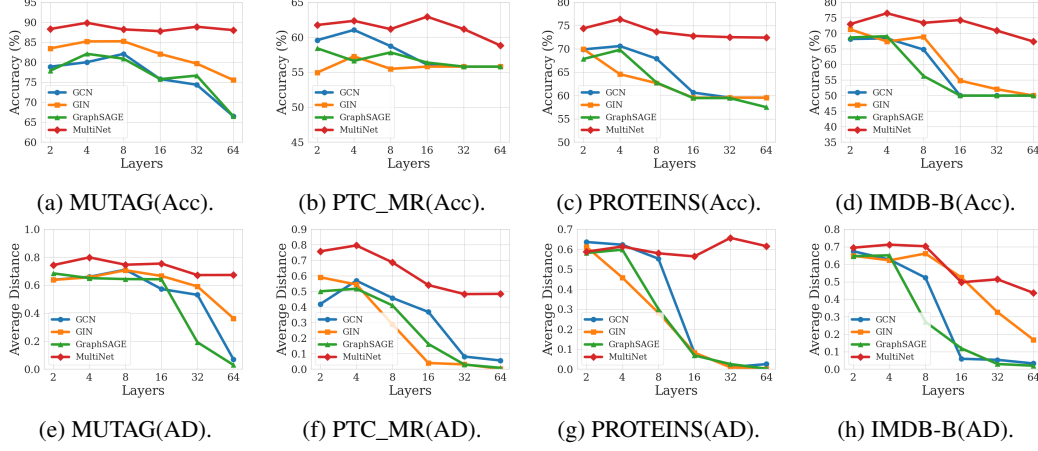 85
90
85
80
75
70
65
60
Accuracy (%)
GCN
GIN
GraphSAGE
MultiNet
2 4 8 16 32 64
Layers
(a) MUTAG(Acc).
65
60
55
50
45
Accuracy (%)
GCN
GIN
GraphSAGE
MultiNet
2 4 8 16 32 64
Layers
(b) PTC_MR(Acc).
80
75
70
65
60
55
50
Accuracy (%)
GCN
GIN
GraphSAGE
MultiNet
2 4 8 16 32 64
Layers
(c) PROTEINS(Acc).
80
75
70
65
60
55
50
45
40
35
Accuracy (%)
GCN
GIN
GraphSAGE
MultiNet
2 4 8 16 32 64
Layers
(d) IMDB-B(Acc).
1.0
0.8
0.6
0.4
0.2
0.0
Average Distance
GCN
GIN
GraphSAGE
MultiNet
2 4 8 16 32 64
Layers
(e) MUTAG(AD).
0.9
0.8
0.7
0.6
0.5
0.4
0.3
0.2
0.1
0.0
Average Distance
GCN
GIN
GraphSAGE
MultiNet
2 4 8 16 32 64
Layers
(f) PTC_MR(AD).
0.7
0.6
0.5
0.4
0.3
0.2
0.1
0.0
Average Distance
GCN
GIN
GraphSAGE
MultiNet
2 4 8 16 32 64
Layers
(g) PROTEINS(AD).
0.8
0.7
0.6
0.5
0.4
0.3
0.2
0.1
0.0
Average Distance
GCN
GIN
GraphSAGE
MultiNet
2 4 8 16 32 64
Layers
(h) IMDB-B(AD).